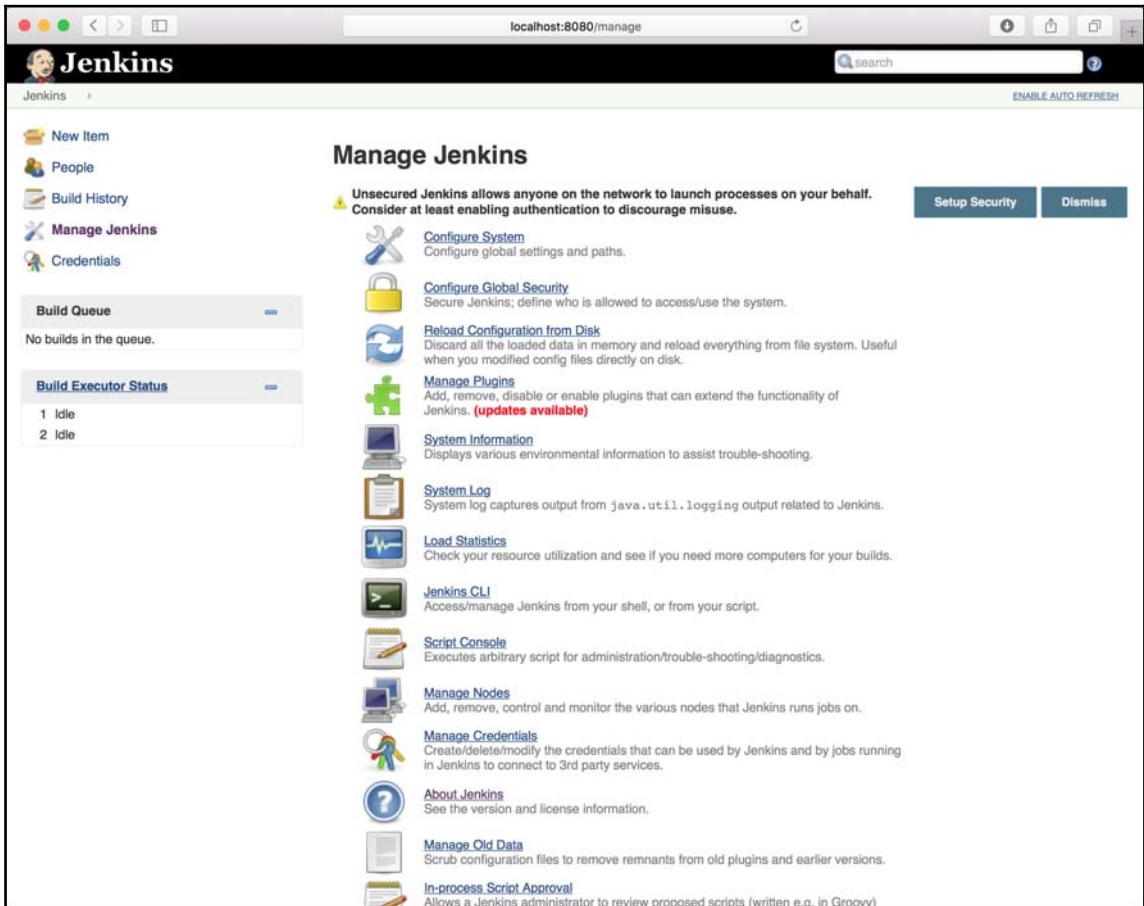 localhost:8080/manage
Jenkins
search
Jenkins
ENABLE AUTO REFRESH
New Item
People
Build History
Manage Jenkins
Credentials
Build Queue
No builds in the queue.
Build Executor Status
1 Idle
2 Idle
Manage Jenkins
Unsecured Jenkins allows anyone on the network to launch processes on your behalf.
Consider at least enabling authentication to discourage misuse.
Setup Security
Dismiss
Configure System
Configure global settings and paths.
Configure Global Security
Secure Jenkins; define who is allowed to access/use the system.
Reload Configuration from Disk
Discard all the loaded data in memory and reload everything from file system. Useful
when you modified config files directly on disk.
Manage Plugins
Add, remove, disable or enable plugins that can extend the functionality of
Jenkins. (updates available)
System Information
Displays various environmental information to assist trouble-shooting.
System Log
System log captures output from java.util.logging output related to Jenkins.
Load Statistics
Check your resource utilization and see if you need more computers for your builds.
Jenkins CLI
Access/manage Jenkins from your shell, or from your script.
Script Console
Executes arbitrary script for administration/trouble-shooting/diagnostics.
Manage Nodes
Add, remove, control and monitor the various nodes that Jenkins runs jobs on.
Manage Credentials
Create/delete/modify the credentials that can be used by Jenkins and by jobs running
in Jenkins to connect to 3rd party services.
About Jenkins
See the version and license information.
Manage Old Data
Scrub configuration files to remove remnants from old plugins and earlier versions.
In-process Script Approval
Allows a Jenkins administrator to review proposed scripts (written e.g. in Groovy)